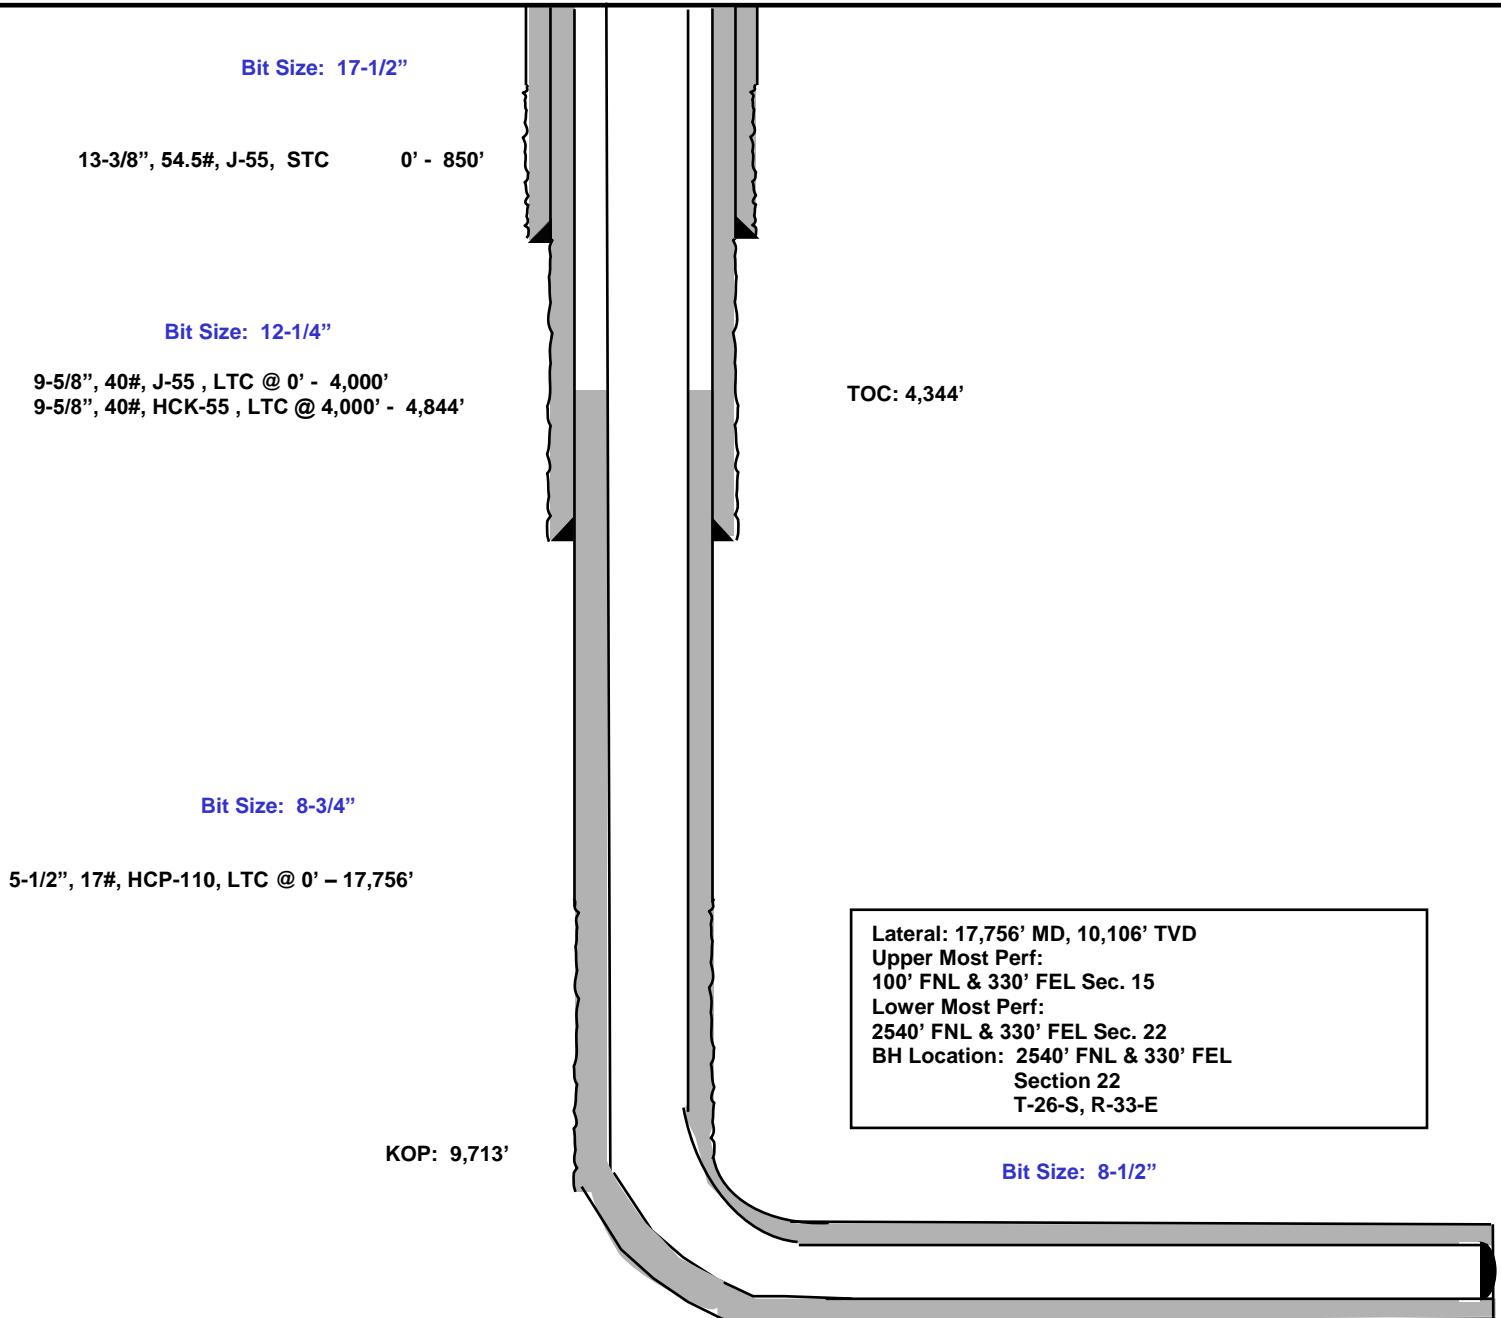 Bit Size: 17-1/2”
13-3/8”, 54.5#, J-55, STC 0’ - 850’
Bit Size: 12-1/4”
9-5/8”, 40#, J-55 , LTC @ 0’ - 4,000’
9-5/8”, 40#, HCK-55 , LTC @ 4,000’ - 4,844’
TOC: 4,344’
Bit Size: 8-3/4”
5-1/2”, 17#, HCP-110, LTC @ 0’ – 17,756’
Lateral: 17,756’ MD, 10,106’ TVD
Upper Most Perf:
100’ FNL & 330’ FEL Sec. 15
Lower Most Perf:
2540’ FNL & 330’ FEL Sec. 22
BH Location: 2540’ FNL & 330’ FEL
Section 22
T-26-S, R-33-E
KOP: 9,713’
Bit Size: 8-1/2”